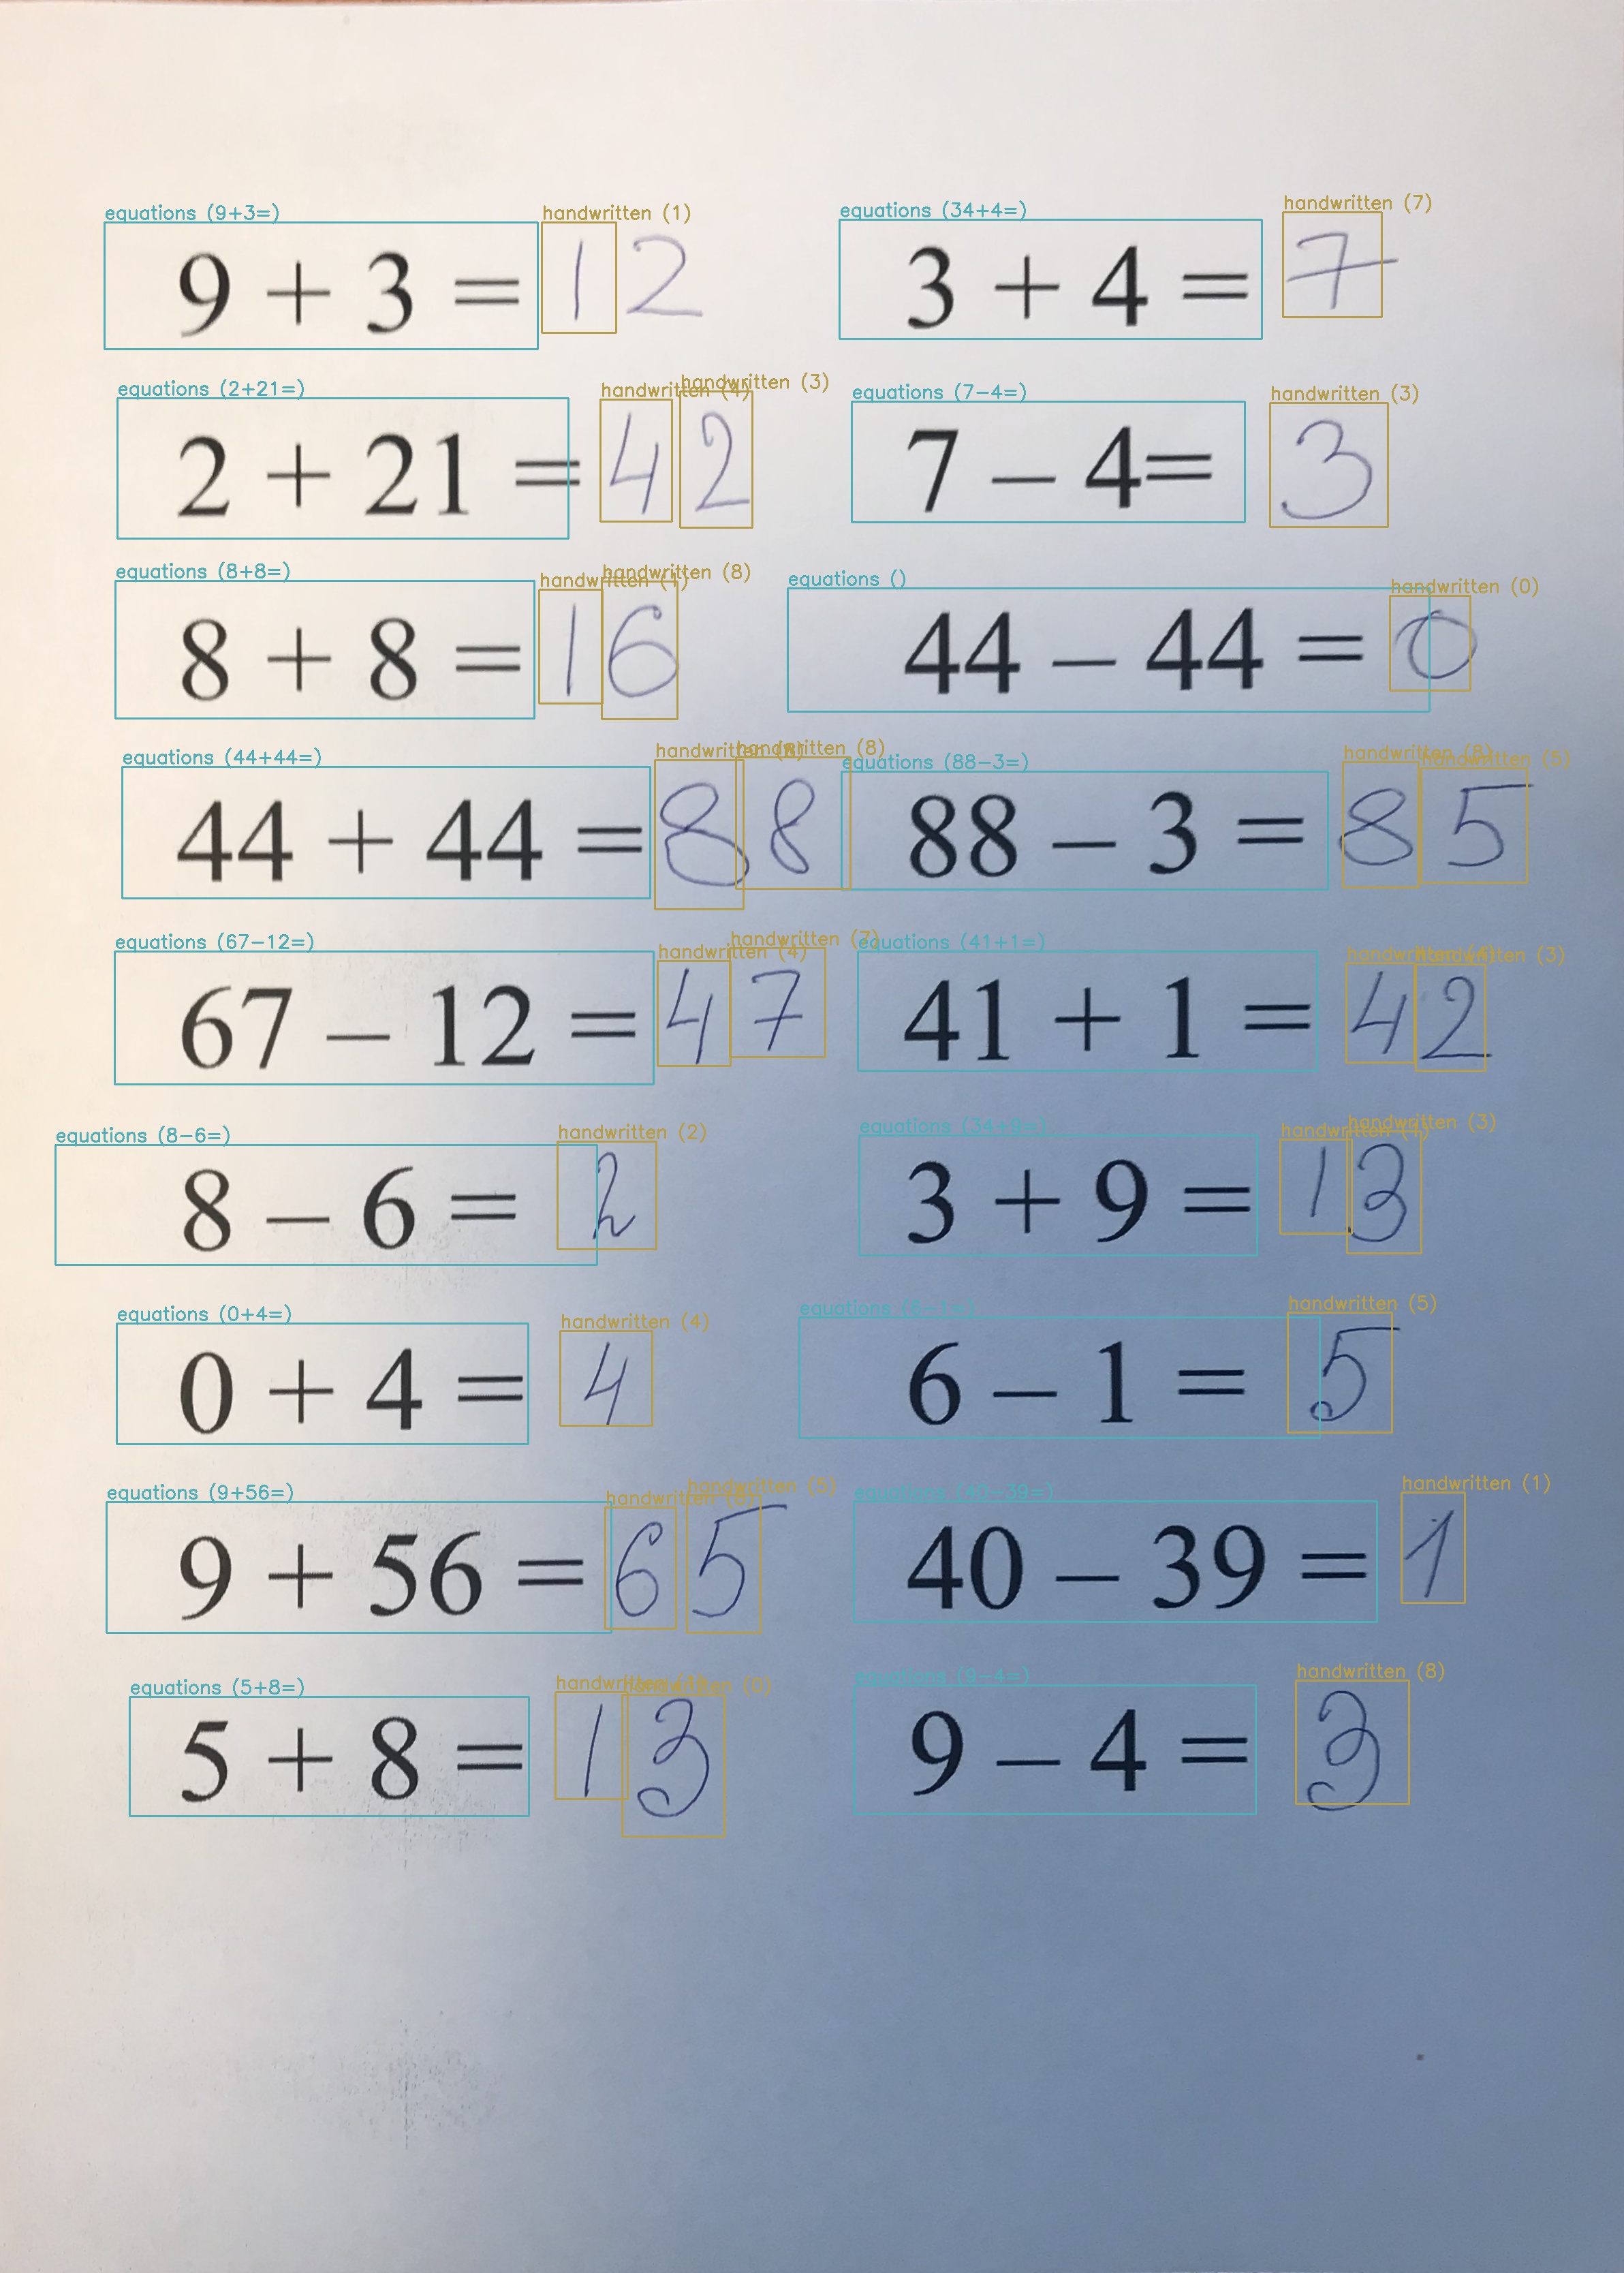 equations (9+3=) handwritten (1) equations (34+4=) handwritten (7)
9 + 3 = 12 3 + 4 = 7
equations (2+21=) handwritten (4) handwritten (3) equations (7-4=) handwritten (3)
2 + 21 = 42 7 - 4= 3
equations (8+8=) handwritten (1) handwritten (8) equations () handwritten (0)
8 + 8 = 16 44 - 44 = 0
equations (44+44=) handwritten handwritten (8) equations (88-3=) handwritten (8) handwritten (5)
44 + 44 = 88 88 - 3 = 85
equations (67-12=) handwritten (4) handwritten (7) equations (41+1=) handwritten handwritten (3)
67 - 12 = 47 41 + 1 = 42
equations (8-6=) handwritten (2) equations (34+9=) handwritten (1) handwritten (3)
8 - 6 = 2 3 + 9 = 13
equations (0+4=) handwritten (4) equations (6-1=) handwritten (5)
0 + 4 = 4 6 - 1 = 5
equations (9+56=) handwritten handwritten (5) equations (40-39=) handwritten (1)
9 + 56 = 65 40 - 39 = 1
equations (5+8=) handwritten handwritten (0) equations (9-4=) handwritten (8)
5 + 8 = 13 9 - 4 = 3